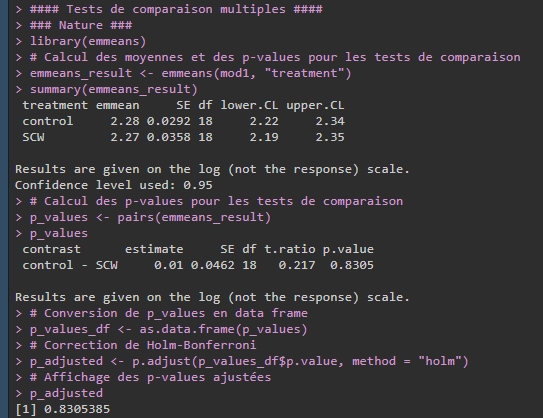 > #### Tests de comparaison multiples ####
> ### Nature ###
> library(emmeans)
> # Calcul des moyennes et des p-values pour les tests de comparaison
> emmeans_result <- emmeans(mod1, "treatment")
> summary(emmeans_result)
 treatment emmean     SE df lower.CL upper.CL
 control     2.28 0.0292 18     2.22     2.34
 SCW         2.27 0.0358 18     2.19     2.35

Results are given on the log (not the response) scale.
Confidence level used: 0.95
> # Calcul des p-values pour les tests de comparaison
> p_values <- pairs(emmeans_result)
> p_values
 contrast      estimate     SE df t.ratio p.value
 control - SCW     0.01 0.0462 18   0.217  0.8305

Results are given on the log (not the response) scale.
> # Conversion de p_values en data frame
> p_values_df <- as.data.frame(p_values)
> # Correction de Holm-Bonferroni
> p_adjusted <- p.adjust(p_values_df$p.value, method = "holm")
> # Affichage des p-values ajustées
> p_adjusted
[1] 0.8305385